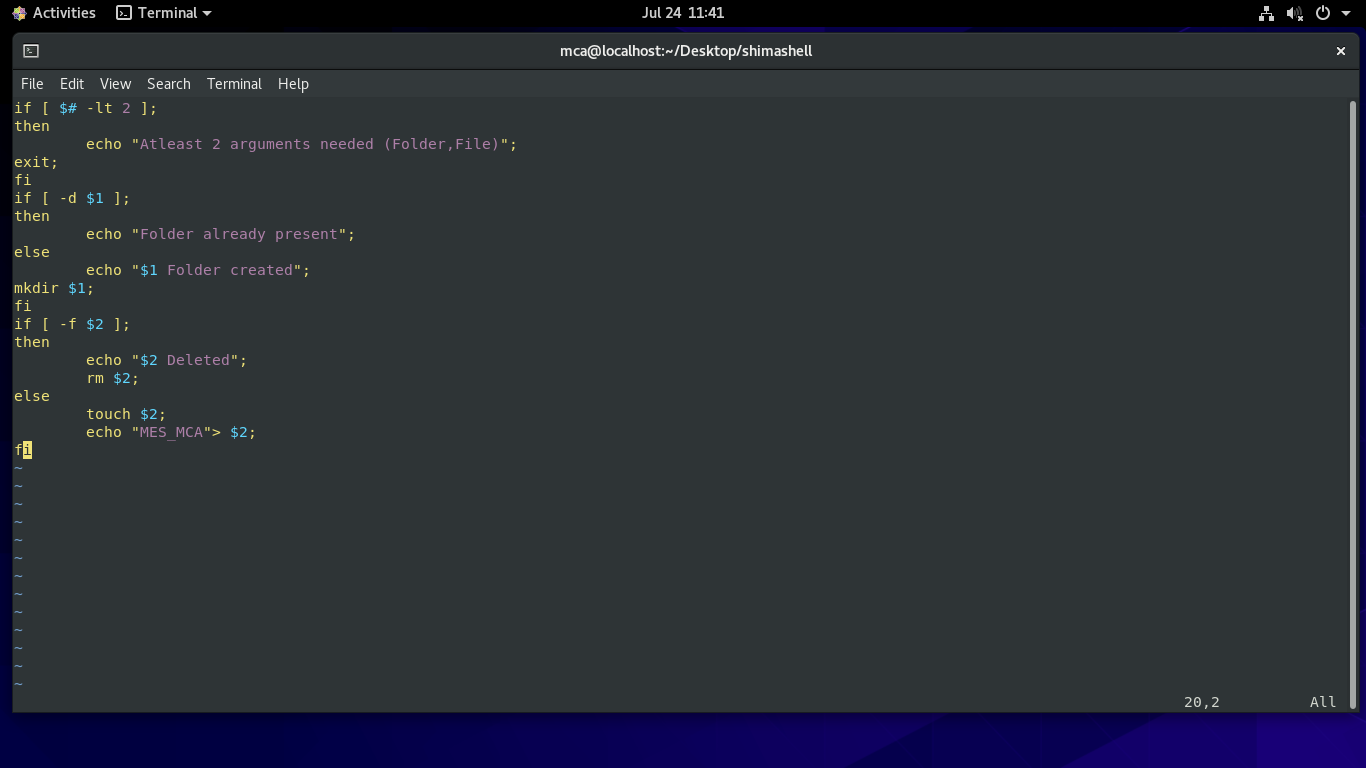 Activities Terminal Jul 24 11:41
mca@localhost:~/Desktop/shimashell ×
File Edit View Search Terminal Help
if [ $# -lt 2 ];
then
        echo "Atleast 2 arguments needed (Folder,File)";
exit;
fi
if [ -d $1 ];
then
        echo "Folder already present";
else
        echo "$1 Folder created";
mkdir $1;
fi
if [ -f $2 ];
then
        echo "$2 Deleted";
        rm $2;
else
        touch $2;
        echo "MES_MCA"> $2;
fi
~
~
~
~
~
~
~
~
~
~
~
~
~
20,2 All